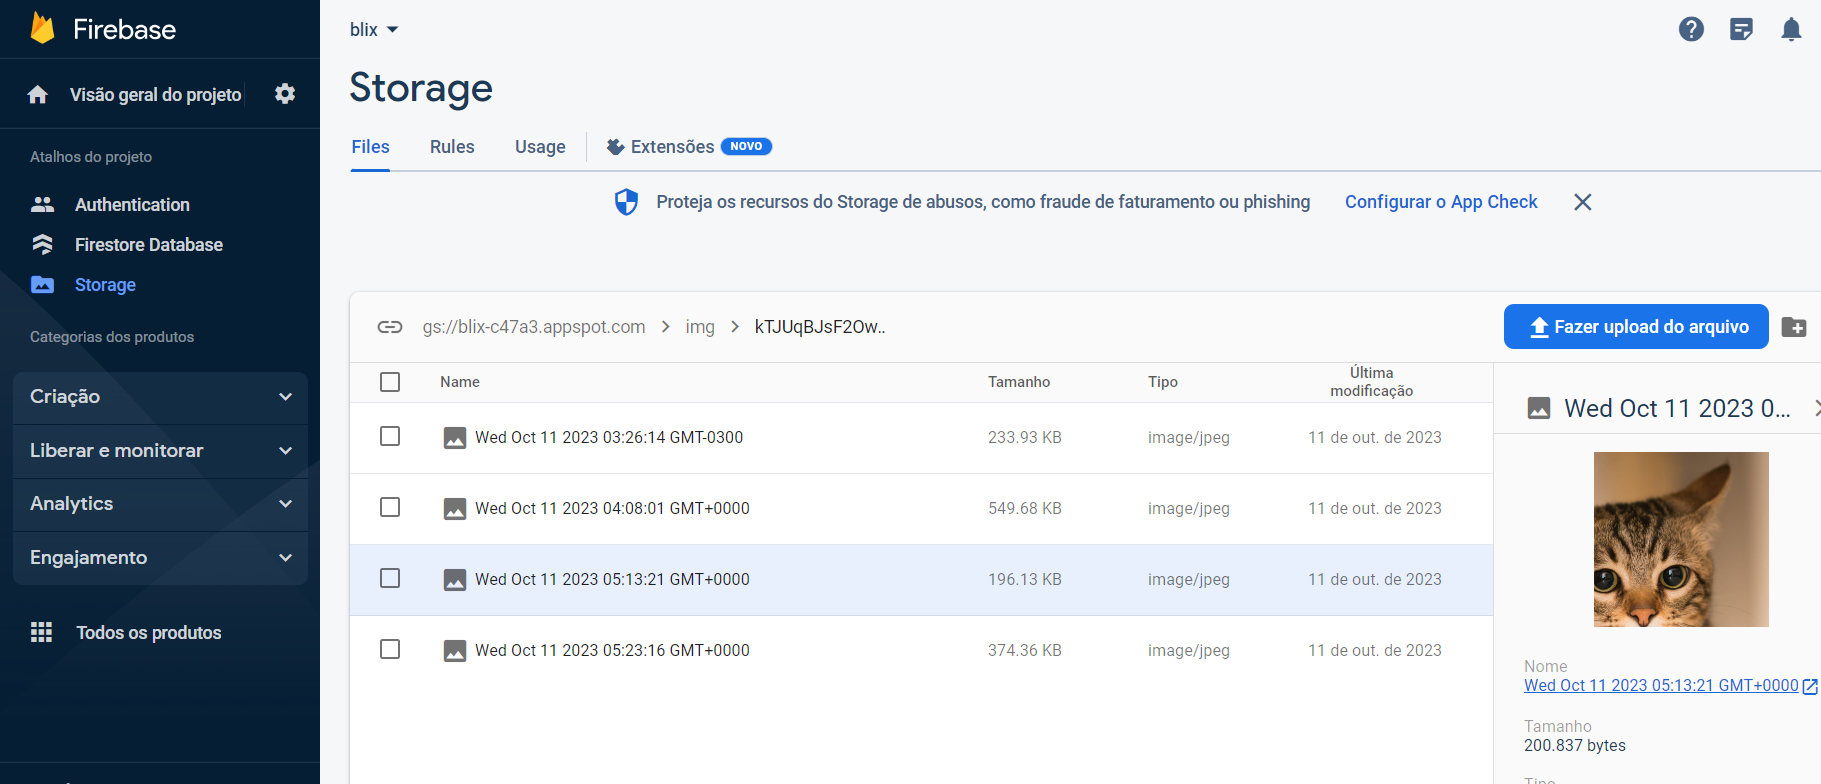 Firebase
Visão geral do projeto
Atalhos do projeto
Authentication
Firestore Database
Storage
Categorias dos produtos
Criação
Liberar e monitorar
Analytics
Engajamento
Todos os produtos
blix
Storage
Files Rules Usage Extensões NOVO
Proteja os recursos do Storage de abusos, como fraude de faturamento ou phishing Configurar o App Check
gs://blix-c47a3.appspot.com img kTJUqBJsF2Ow.. Fazer upload do arquivo
Name Tamanho Tipo Última modificação
Wed Oct 11 2023 03:26:14 GMT-0300 233.93 KB image/jpeg 11 de out. de 2023
Wed Oct 11 2023 04:08:01 GMT+0000 549.68 KB image/jpeg 11 de out. de 2023
Wed Oct 11 2023 05:13:21 GMT+0000 196.13 KB image/jpeg 11 de out. de 2023
Wed Oct 11 2023 05:23:16 GMT+0000 374.36 KB image/jpeg 11 de out. de 2023
Wed Oct 11 2023 0...
Nome
Wed Oct 11 2023 05:13:21 GMT+0000
Tamanho
200.837 bytes